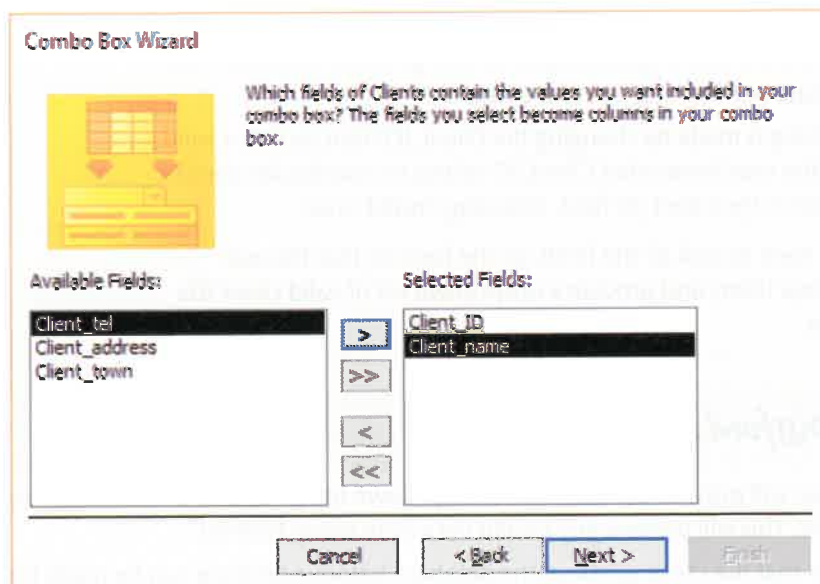 Combo Box Wizard
Which fields of Clients contain the values you want included in your
combo box? The fields you select become columns in your combo
box.
Available Fields:
Selected Fields:
Client_tel
Client_address
Client_town
>
>>
<
<<
Client_ID
Client_name
Cancel
< Back
Next >
Finish